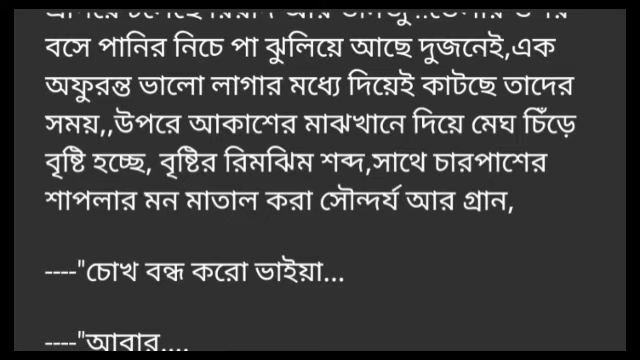 বসে পানির নিচে পা ঝুলিয়ে আছে দুজনেই,এক
অফুরন্ত ভালো লাগার মধ্যে দিয়েই কাটছে তাদের
সময়,,উপরে আকাশের মাঝখানে দিয়ে মেঘ চিঁড়ে
বৃষ্টি হচ্ছে, বৃষ্টির রিমঝিম শব্দ,সাথে চারপাশের
শাপলার মন মাতাল করা সৌন্দর্য আর গ্রান,
----"চোখ বন্ধ করো ভাইয়া...
----"আবার....